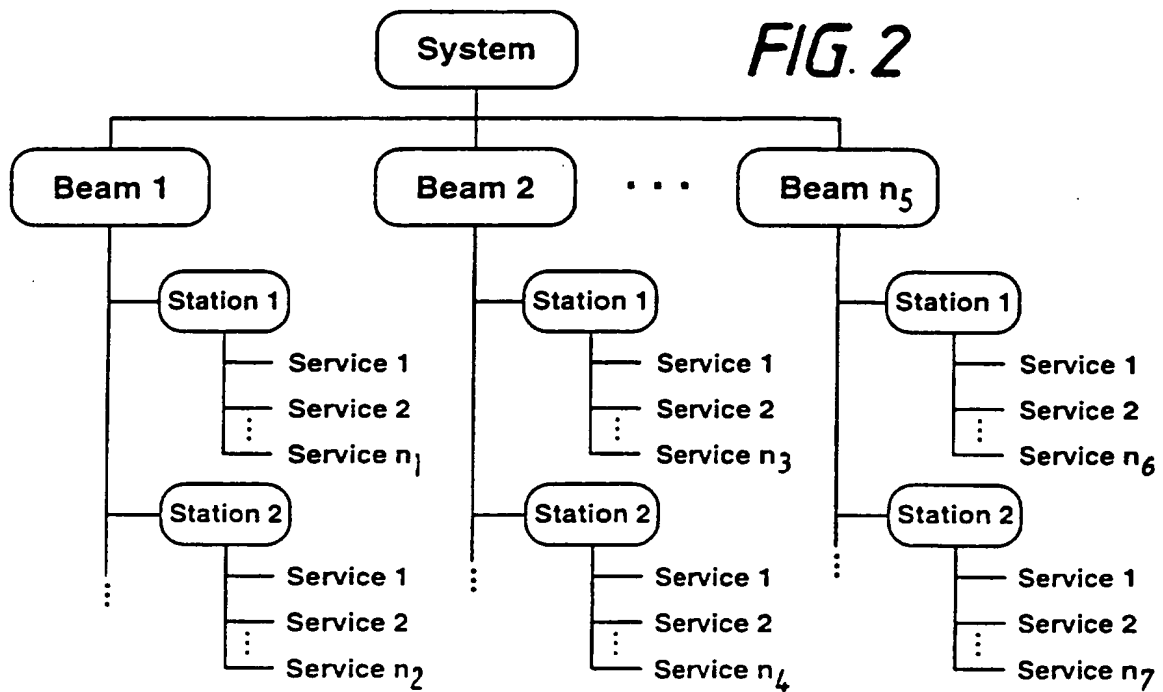 System
FIG. 2
Beam 1
Beam 2
. . .
Beam n5
Station 1
Service 1
Service 2
Service n1
Station 2
Service 1
Service 2
Service n2
Station 1
Service 1
Service 2
Service n3
Station 2
Service 1
Service 2
Service n4
Station 1
Service 1
Service 2
Service n6
Station 2
Service 1
Service 2
Service n7